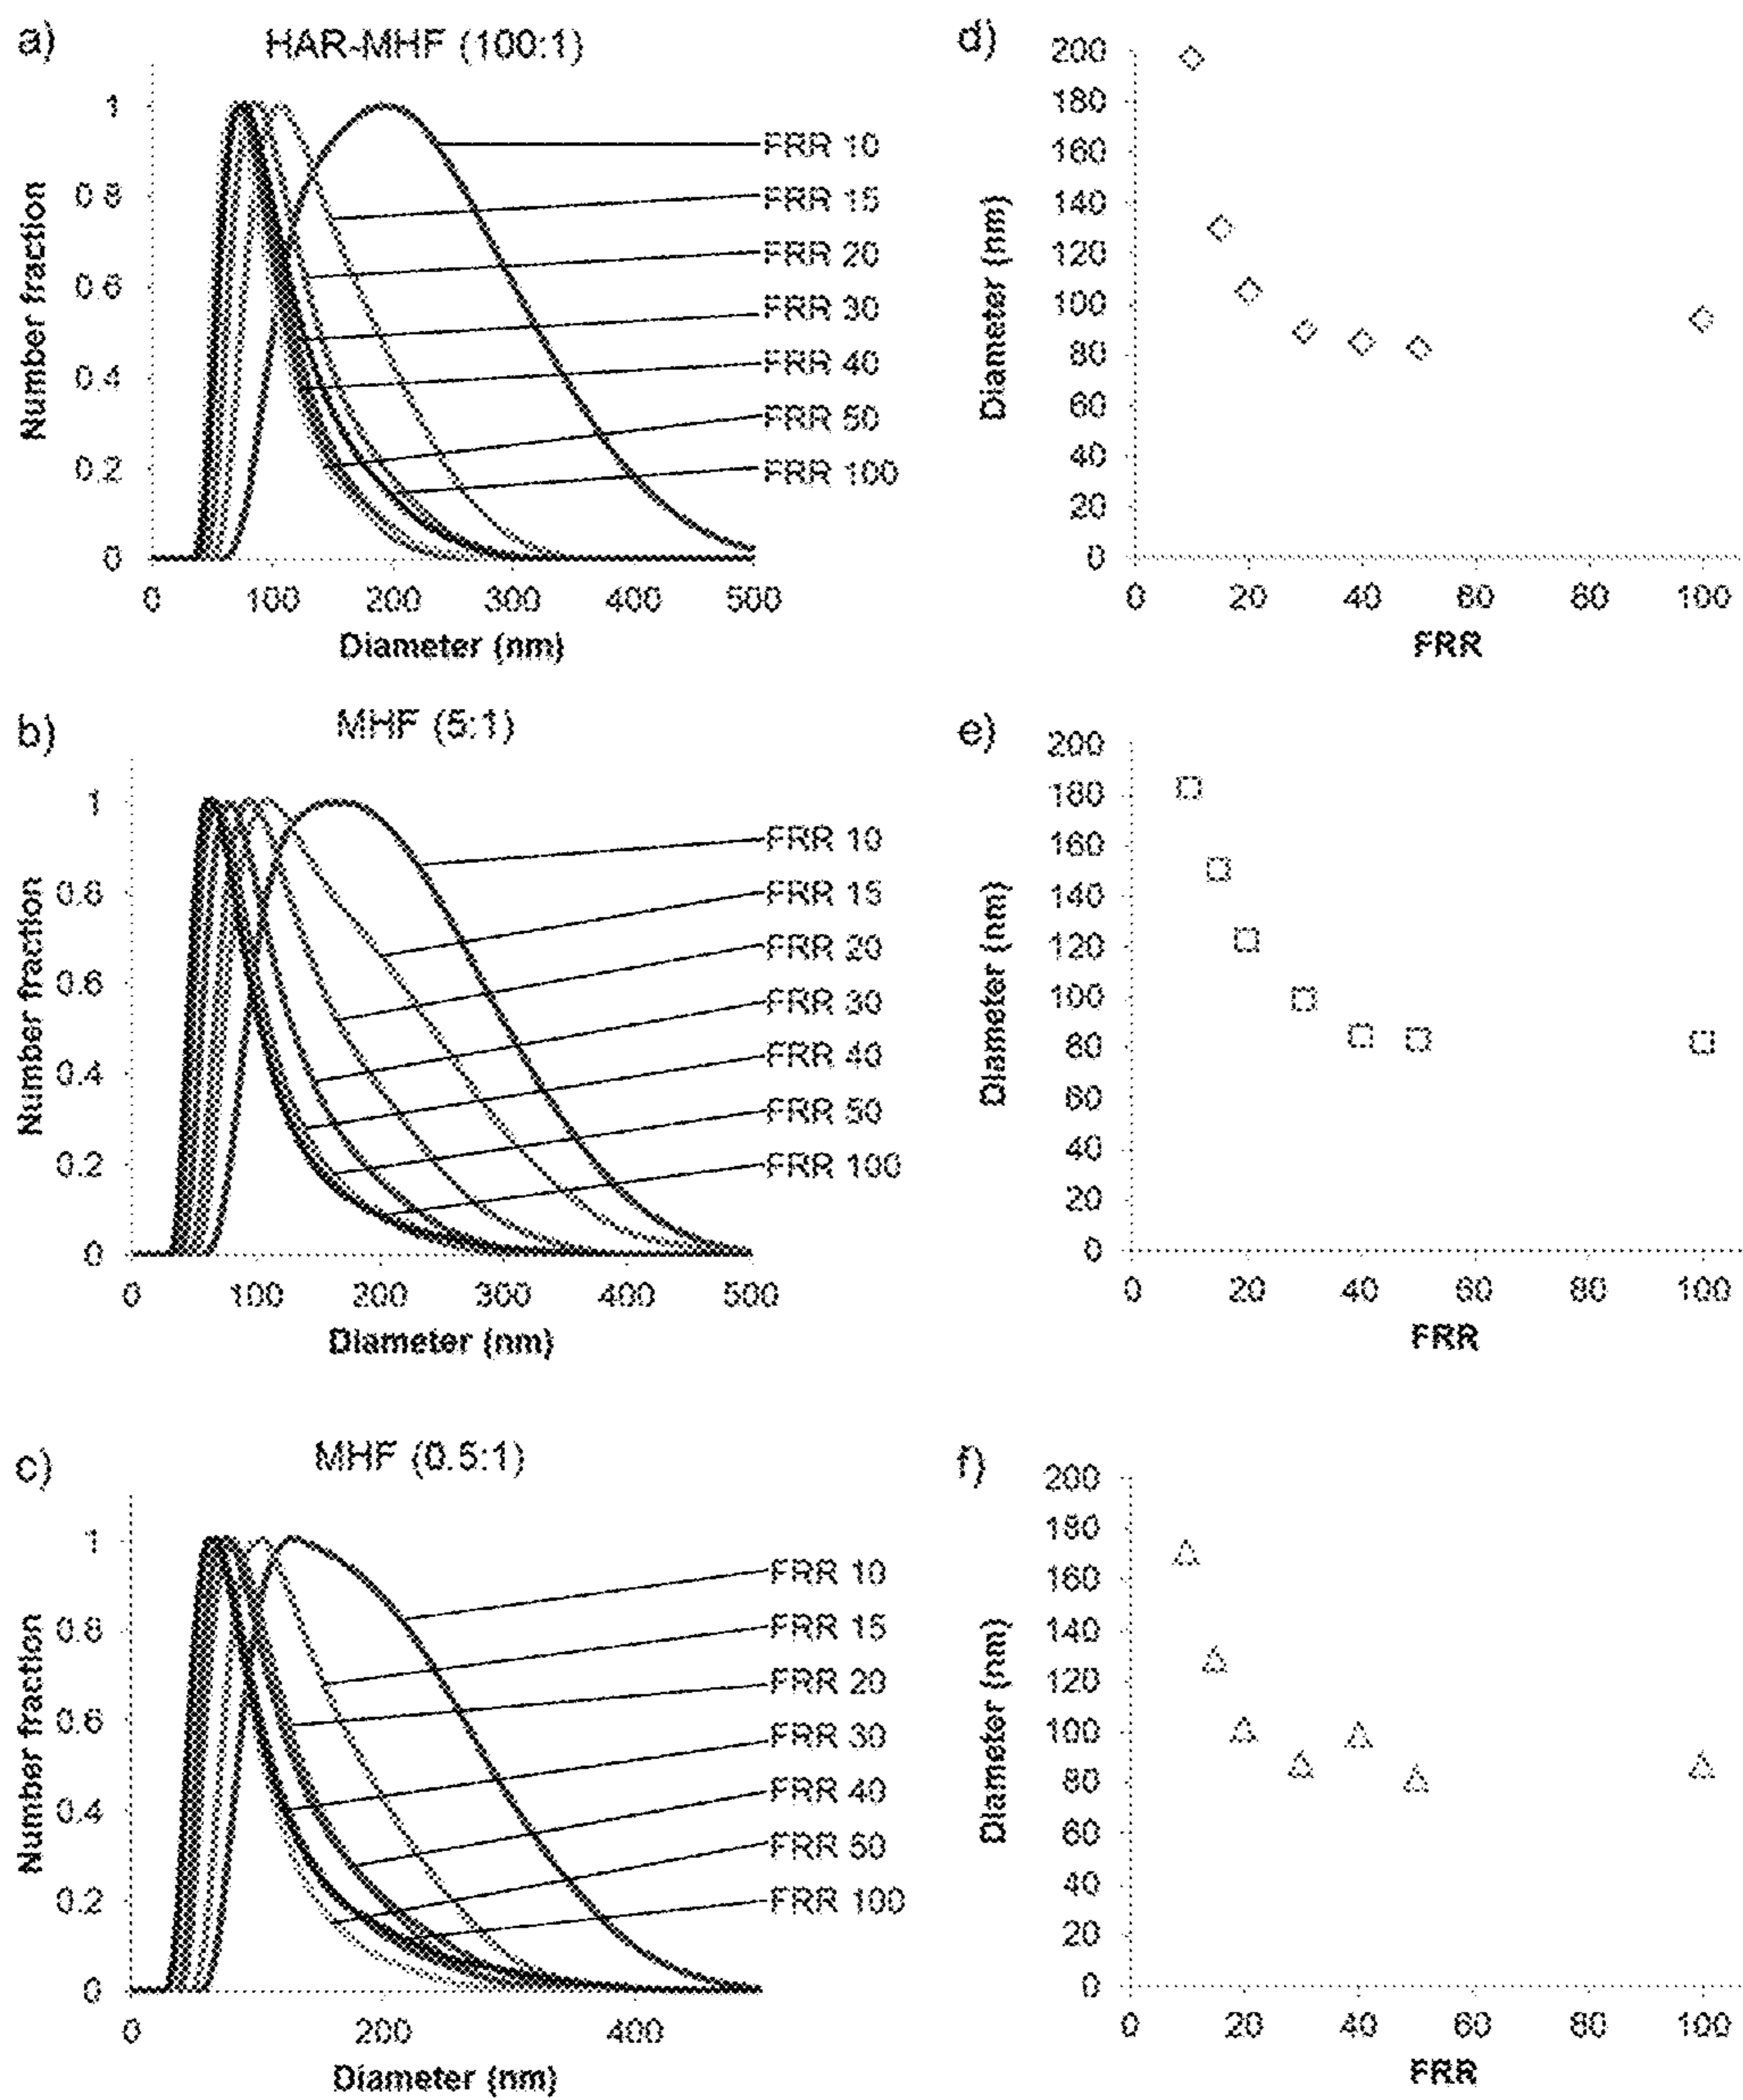 a)
HAR-MHF (100:1)
Number fraction
1
0.8
0.6
0.4
0.2
0
0 100 200 300 400 500
Diameter (nm)
FRR 10
FRR 15
FRR 20
FRR 30
FRR 40
FRR 50
FRR 100
d)
Diameter (nm)
200
180
160
140
120
100
80
60
40
20
0
0 20 40 60 80 100
FRR
b)
MHF (5:1)
Number fraction
1
0.8
0.6
0.4
0.2
0
0 100 200 300 400 500
Diameter (nm)
FRR 10
FRR 15
FRR 20
FRR 30
FRR 40
FRR 50
FRR 100
e)
Diameter (nm)
200
180
160
140
120
100
80
60
40
20
0
0 20 40 60 80 100
FRR
c)
MHF (0.5:1)
Number fraction
1
0.8
0.6
0.4
0.2
0
0 200 400
Diameter (nm)
FRR 10
FRR 15
FRR 20
FRR 30
FRR 40
FRR 50
FRR 100
f)
Diameter (nm)
200
180
160
140
120
100
80
60
40
20
0
0 20 40 60 80 100
FRR